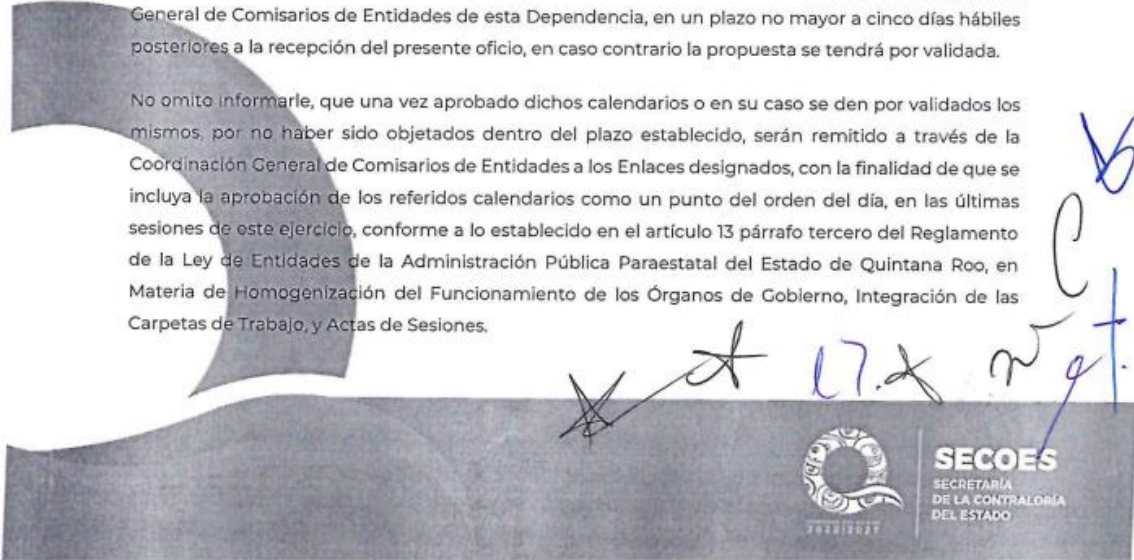 General de Comisarios de Entidades de esta Dependencia, en un plazo no mayor a cinco días hábiles
posteriores a la recepción del presente oficio, en caso contrario la propuesta se tendrá por validada.
No omito informarle, que una vez aprobado dichos calendarios o en su caso se den por validados los
mismos, por no haber sido objetados dentro del plazo establecido, serán remitido a través de la
Coordinación General de Comisarios de Entidades a los Enlaces designados, con la finalidad de que se
incluya la aprobación de los referidos calendarios como un punto del orden del día, en las últimas
sesiones de este ejercicio, conforme a lo establecido en el artículo 13 párrafo tercero del Reglamento
de la Ley de Entidades de la Administración Pública Paraestatal del Estado de Quintana Roo, en
Materia de Homogenización del Funcionamiento de los Órganos de Gobierno, Integración de las
Carpetas de Trabajo, y Actas de Sesiones.
SECOES
SECRETARÍA
DE LA CONTRALORÍA
DEL ESTADO
2022|2027